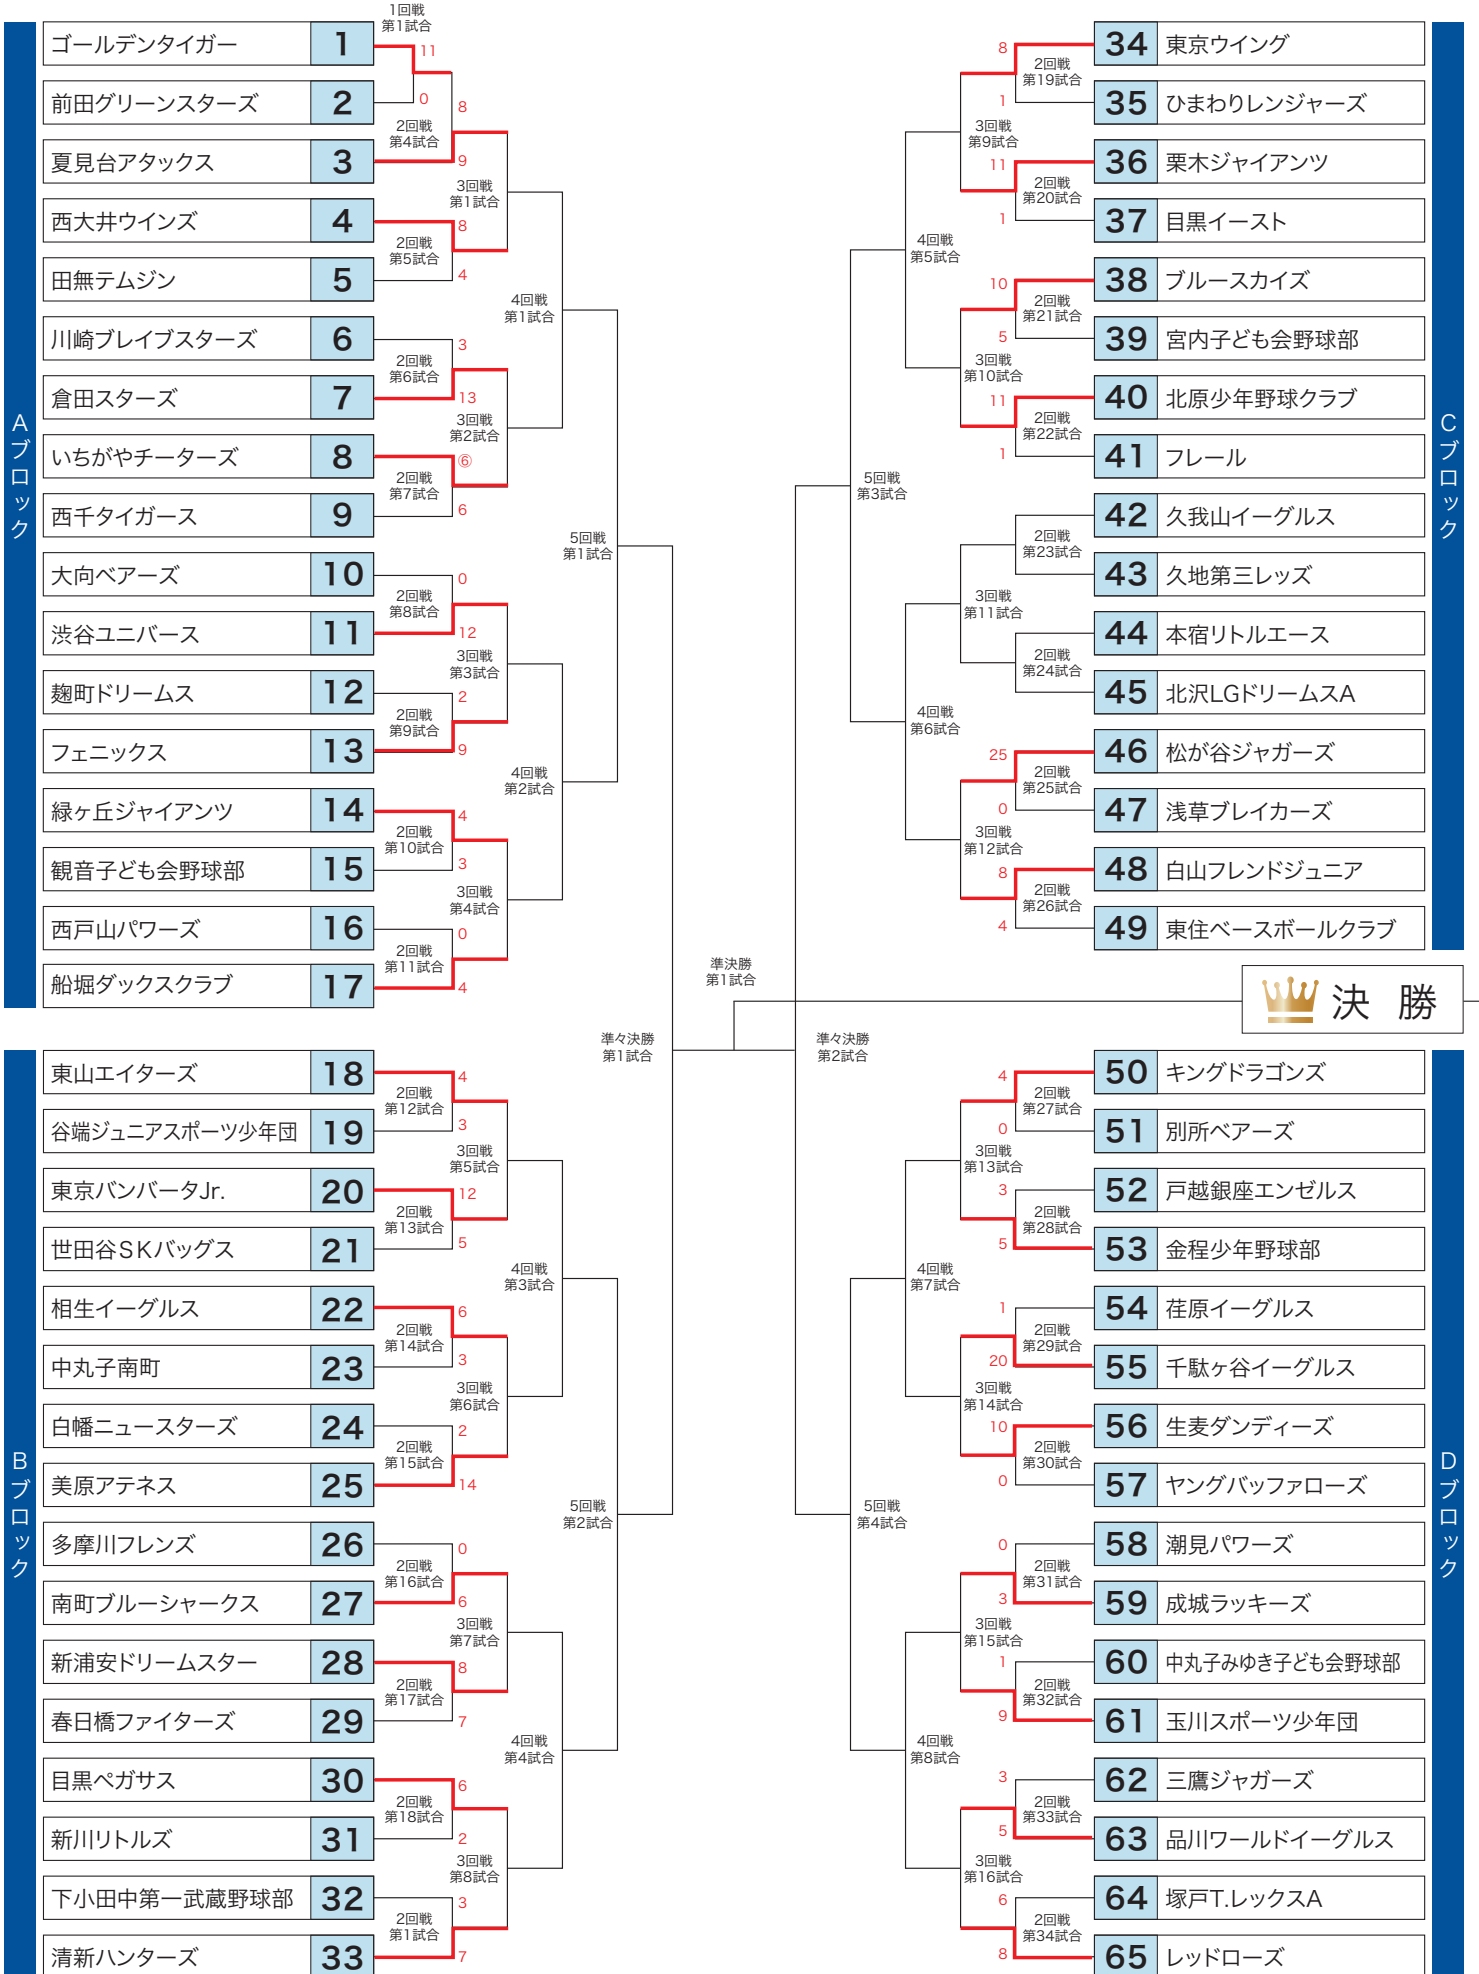 Aブロック
1回戦
第1試合
ゴールデンタイガー 1
11
前田グリーンスターズ 2
0
8
2回戦
第4試合
夏見台アタックス 3
9
3回戦
第1試合
西大井ウインズ 4
8
2回戦
第5試合
田無テムジン 5
4
4回戦
第1試合
川崎ブレイブスターズ 6
3
2回戦
第6試合
倉田スターズ 7
13
3回戦
第2試合
いちがやチーターズ 8
⑥
2回戦
第7試合
西千タイガース 9
6
5回戦
第1試合
大向ベアーズ 10
0
2回戦
第8試合
渋谷ユニバース 11
12
3回戦
第3試合
麹町ドリームス 12
2
2回戦
第9試合
フェニックス 13
9
4回戦
第2試合
緑ヶ丘ジャイアンツ 14
4
2回戦
第10試合
観音子ども会野球部 15
3
3回戦
第4試合
西戸山パワーズ 16
0
2回戦
第11試合
船堀ダックスクラブ 17
4
準々決勝
第1試合
Bブロック
東山エイターズ 18
4
2回戦
第12試合
谷端ジュニアスポーツ少年団 19
3
3回戦
第5試合
東京バンバータJr. 20
12
2回戦
第13試合
世田谷SKバッグス 21
5
4回戦
第3試合
相生イーグルス 22
6
2回戦
第14試合
中丸子南町 23
3
3回戦
第6試合
白幡ニュースターズ 24
2
2回戦
第15試合
美原アテネス 25
14
5回戦
第2試合
多摩川フレンズ 26
0
2回戦
第16試合
南町ブルーシャークス 27
6
3回戦
第7試合
新浦安ドリームスター 28
8
2回戦
第17試合
春日橋ファイターズ 29
7
4回戦
第4試合
目黒ペガサス 30
6
2回戦
第18試合
新川リトルズ 31
2
3回戦
第8試合
下小田中第一武蔵野球部 32
3
2回戦
第1試合
清新ハンターズ 33
7
準決勝
第1試合
決 勝
Cブロック
8
34 東京ウイング
2回戦
第19試合
1
35 ひまわりレンジャーズ
3回戦
第9試合
11
36 栗木ジャイアンツ
2回戦
第20試合
1
37 目黒イースト
4回戦
第5試合
10
38 ブルースカイズ
2回戦
第21試合
5
39 宮内子ども会野球部
3回戦
第10試合
11
40 北原少年野球クラブ
2回戦
第22試合
1
41 フレール
5回戦
第3試合
42 久我山イーグルス
2回戦
第23試合
43 久地第三レッズ
3回戦
第11試合
44 本宿リトルエース
2回戦
第24試合
45 北沢LGドリームスA
4回戦
第6試合
25
46 松が谷ジャガーズ
2回戦
第25試合
0
47 浅草ブレイカーズ
3回戦
第12試合
8
48 白山フレンドジュニア
2回戦
第26試合
4
49 東住ベースボールクラブ
準々決勝
第2試合
Dブロック
4
50 キングドラゴンズ
2回戦
第27試合
0
51 別所ベアーズ
3回戦
第13試合
3
52 戸越銀座エンゼルス
2回戦
第28試合
5
53 金程少年野球部
4回戦
第7試合
1
54 荏原イーグルス
2回戦
第29試合
20
55 千駄ヶ谷イーグルス
3回戦
第14試合
10
56 生麦ダンディーズ
2回戦
第30試合
0
57 ヤングバッファローズ
5回戦
第4試合
0
58 潮見パワーズ
2回戦
第31試合
3
59 成城ラッキーズ
3回戦
第15試合
1
60 中丸子みゆき子ども会野球部
2回戦
第32試合
9
61 玉川スポーツ少年団
4回戦
第8試合
3
62 三鷹ジャガーズ
2回戦
第33試合
5
63 品川ワールドイーグルス
3回戦
第16試合
6
64 塚戸T.レックスA
2回戦
第34試合
8
65 レッドローズ